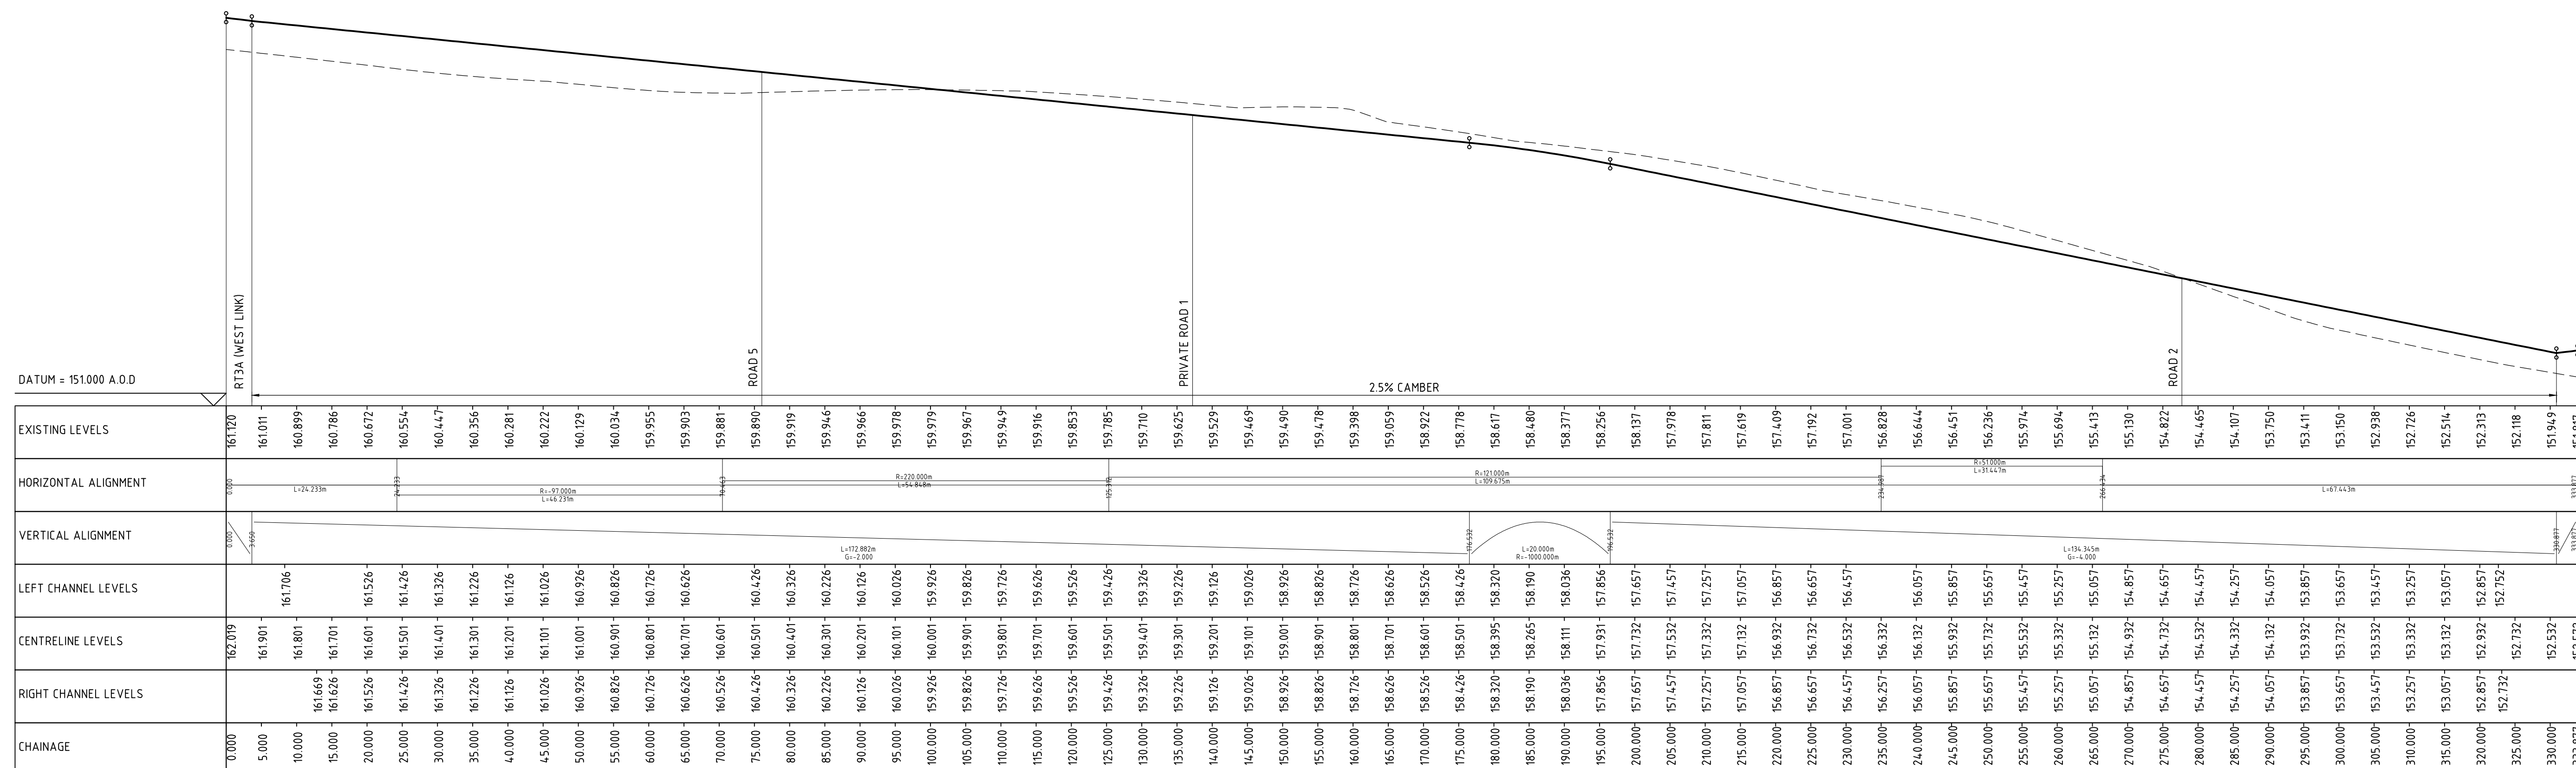 RT3A (WEST LINK)
ROAD 5
PRIVATE ROAD 1
ROAD 2
DATUM = 151.000 A.O.D
2.5% CAMBER
EXISTING LEVELS 161.120 161.011 160.899 160.786 160.672 160.554 160.447 160.356 160.281 160.222 160.129 160.034 159.955 159.903 159.881 159.890 159.919 159.946 159.966 159.978 159.979 159.967 159.949 159.916 159.853 159.785 159.710 159.625 159.529 159.469 159.490 159.478 159.398 159.059 158.922 158.778 158.617 158.480 158.377 158.256 158.137 157.978 157.811 157.619 157.409 157.192 157.001 156.828 156.644 156.451 156.236 155.974 155.694 155.413 155.130 154.822 154.465 154.107 153.750 153.411 153.150 152.938 152.726 152.514 152.313 152.118 151.949
HORIZONTAL ALIGNMENT 0.000 24.233 70.463 125.312 234.987 266.434 333.877
L=24.233m
R=-97.000m
L=46.231m
R=220.000m
L=54.848m
R=121.000m
L=109.675m
R=51.000m
L=31.447m
L=67.443m
VERTICAL ALIGNMENT 0.000 3.650 176.532 196.532 330.877 333.877
L=172.882m
G=-2.000
L=20.000m
R=-1000.000m
L=134.345m
G=-4.000
LEFT CHANNEL LEVELS 161.706 161.526 161.426 161.326 161.226 161.126 161.026 160.926 160.826 160.726 160.626 160.426 160.326 160.226 160.126 160.026 159.926 159.826 159.726 159.626 159.526 159.426 159.326 159.226 159.126 159.026 158.926 158.826 158.726 158.626 158.526 158.426 158.320 158.190 158.036 157.856 157.657 157.457 157.257 157.057 156.857 156.657 156.457 156.057 155.857 155.657 155.457 155.257 155.057 154.857 154.657 154.457 154.257 154.057 153.857 153.657 153.457 153.257 153.057 152.857 152.752
CENTRELINE LEVELS 162.019 161.901 161.801 161.701 161.601 161.501 161.401 161.301 161.201 161.101 161.001 160.901 160.801 160.701 160.601 160.501 160.401 160.301 160.201 160.101 160.001 159.901 159.801 159.701 159.601 159.501 159.401 159.301 159.201 159.101 159.001 158.901 158.801 158.701 158.601 158.501 158.395 158.265 158.111 157.931 157.732 157.532 157.332 157.132 156.932 156.732 156.532 156.332 156.132 155.932 155.732 155.532 155.332 155.132 154.932 154.732 154.532 154.332 154.132 153.932 153.732 153.532 153.332 153.132 152.932 152.732 152.532
RIGHT CHANNEL LEVELS 161.669 161.626 161.526 161.426 161.326 161.226 161.126 161.026 160.926 160.826 160.726 160.626 160.526 160.426 160.326 160.226 160.126 160.026 159.926 159.826 159.726 159.626 159.526 159.426 159.326 159.226 159.126 159.026 158.926 158.826 158.726 158.626 158.526 158.426 158.320 158.190 158.036 157.856 157.657 157.457 157.257 157.057 156.857 156.657 156.457 156.257 156.057 155.857 155.657 155.457 155.257 155.057 154.857 154.657 154.457 154.257 154.057 153.857 153.657 153.457 153.257 153.057 152.857 152.732
CHAINAGE 0.000 5.000 10.000 15.000 20.000 25.000 30.000 35.000 40.000 45.000 50.000 55.000 60.000 65.000 70.000 75.000 80.000 85.000 90.000 95.000 100.000 105.000 110.000 115.000 120.000 125.000 130.000 135.000 140.000 145.000 150.000 155.000 160.000 165.000 170.000 175.000 180.000 185.000 190.000 195.000 200.000 205.000 210.000 215.000 220.000 225.000 230.000 235.000 240.000 245.000 250.000 255.000 260.000 265.000 270.000 275.000 280.000 285.000 290.000 295.000 300.000 305.000 310.000 315.000 320.000 325.000 330.000